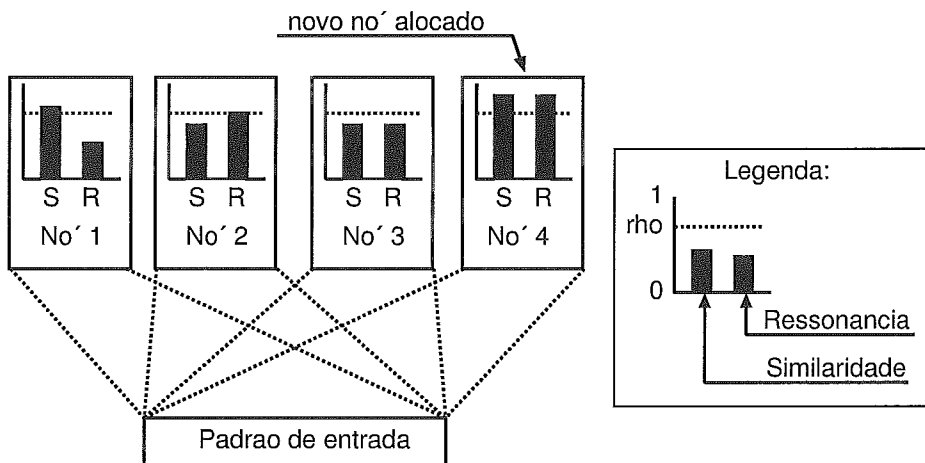 novo no´ alocado
S R
No´ 1
S R
No´ 2
S R
No´ 3
S R
No´ 4
Legenda:
1
rho
0
Ressonancia
Similaridade
Padrao de entrada